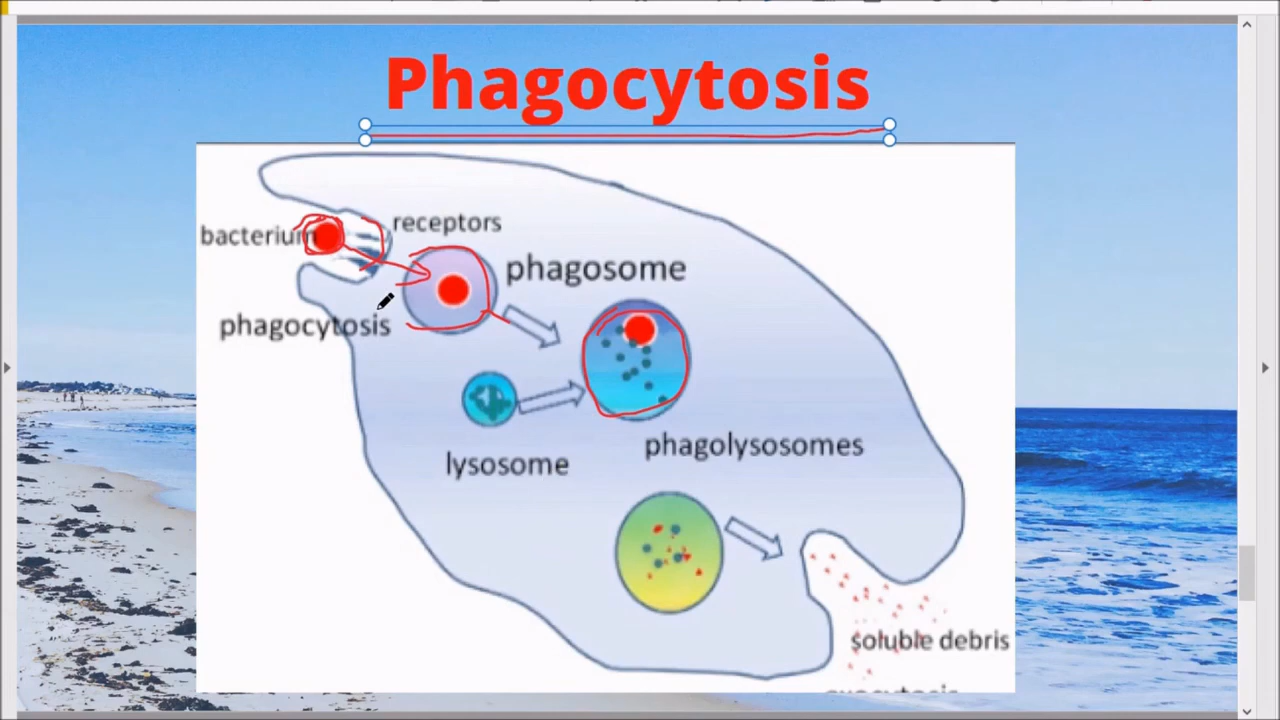 Phagocytosis
receptors
bacterium
phagosome
phagocytosis
phagolysosomes
lysosome
soluble debris